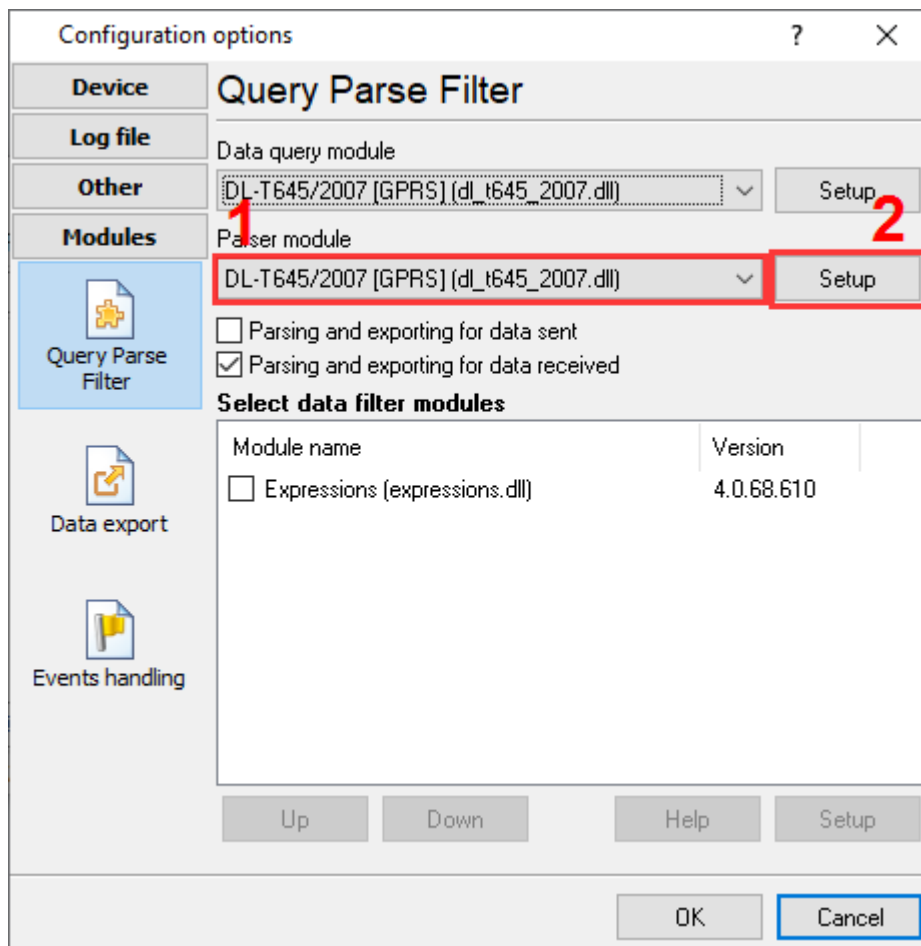 Configuration options
?
Device
Log file
Other
Modules
Query Parse
Filter
Data export
Events handling
Query Parse Filter
Data query module
DL-T645/2007 [GPRS] (dl_t645_2007.dll)
Setup
1
2
Parser module
DL-T645/2007 [GPRS] (dl_t645_2007.dll)
Setup
Parsing and exporting for data sent
Parsing and exporting for data received
Select data filter modules
Module name Version
Expressions (expressions.dll) 4.0.68.610
Up Down Help Setup
OK Cancel